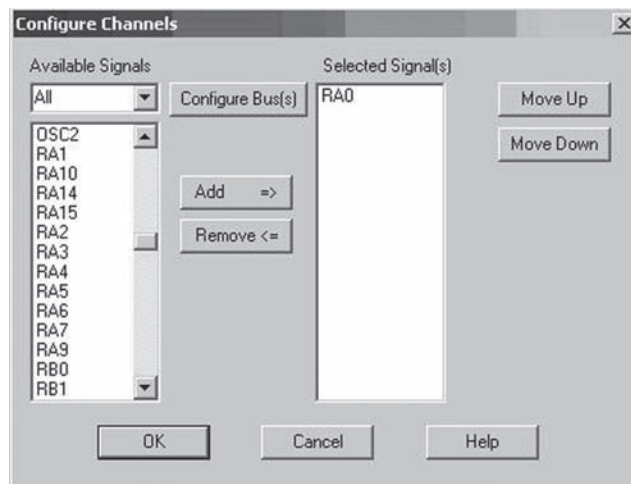 Configure Channels
Available Signals
All
Configure Bus(s)
OSC2
RA1
RA10
RA14
RA15
RA2
RA3
RA4
RA5
RA6
RA7
RA9
RB0
RB1
Add =>
Remove <=
Selected Signal(s)
RA0
Move Up
Move Down
OK
Cancel
Help